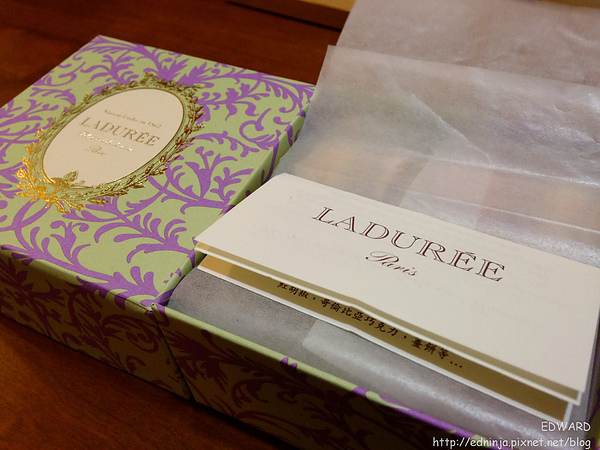 LADURÉE
Paris
LADURÉE
Paris
紅胡椒，哥倫比亞巧克力，薑餅等...
EDWARD
http://edninja.pixnet.net/blog